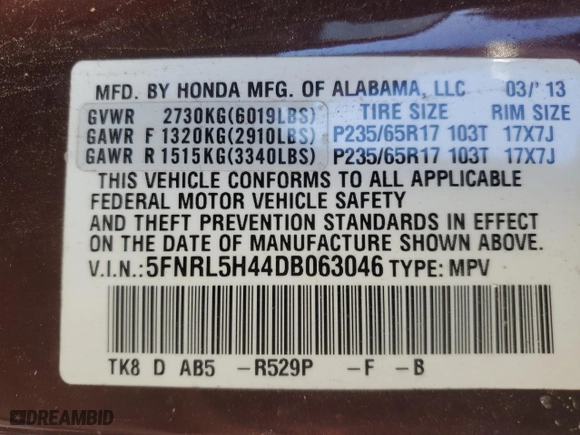 MFD. BY HONDA MFG. OF ALABAMA, LLC 03/'13
GVWR 2730KG(6019LBS) TIRE SIZE RIM SIZE
GAWR F 1320KG(2910LBS) P235/65R17 103T 17X7J
GAWR R 1515KG(3340LBS) P235/65R17 103T 17X7J
THIS VEHICLE CONFORMS TO ALL APPLICABLE
FEDERAL MOTOR VEHICLE SAFETY
AND THEFT PREVENTION STANDARDS IN EFFECT
ON THE DATE OF MANUFACTURE SHOWN ABOVE.
V.I.N.: 5FNRL5H44DB063046 TYPE: MPV
TK8 D AB5 -R529P -F -B
DREAMBID